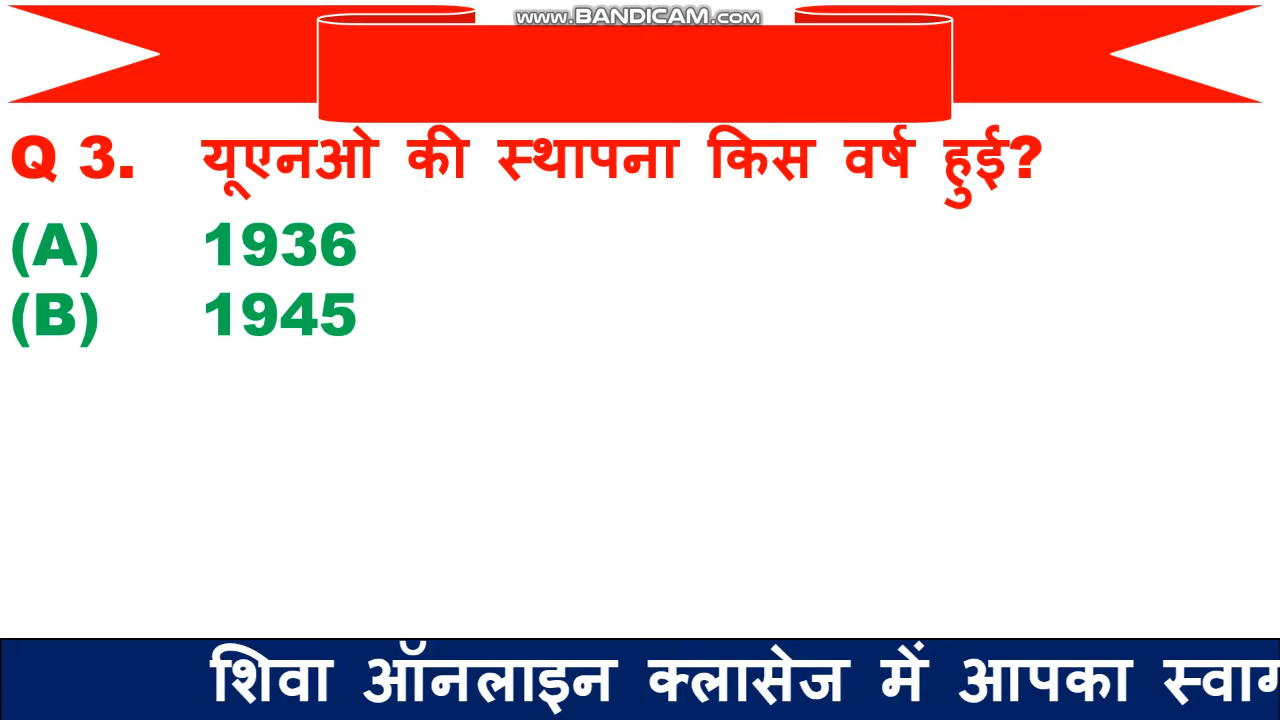 www.BANDICAM.com
Q 3. यूएनओ की स्थापना किस वर्ष हुई?
(A) 1936
(B) 1945
शिवा ऑनलाइन क्लासेज में आपका